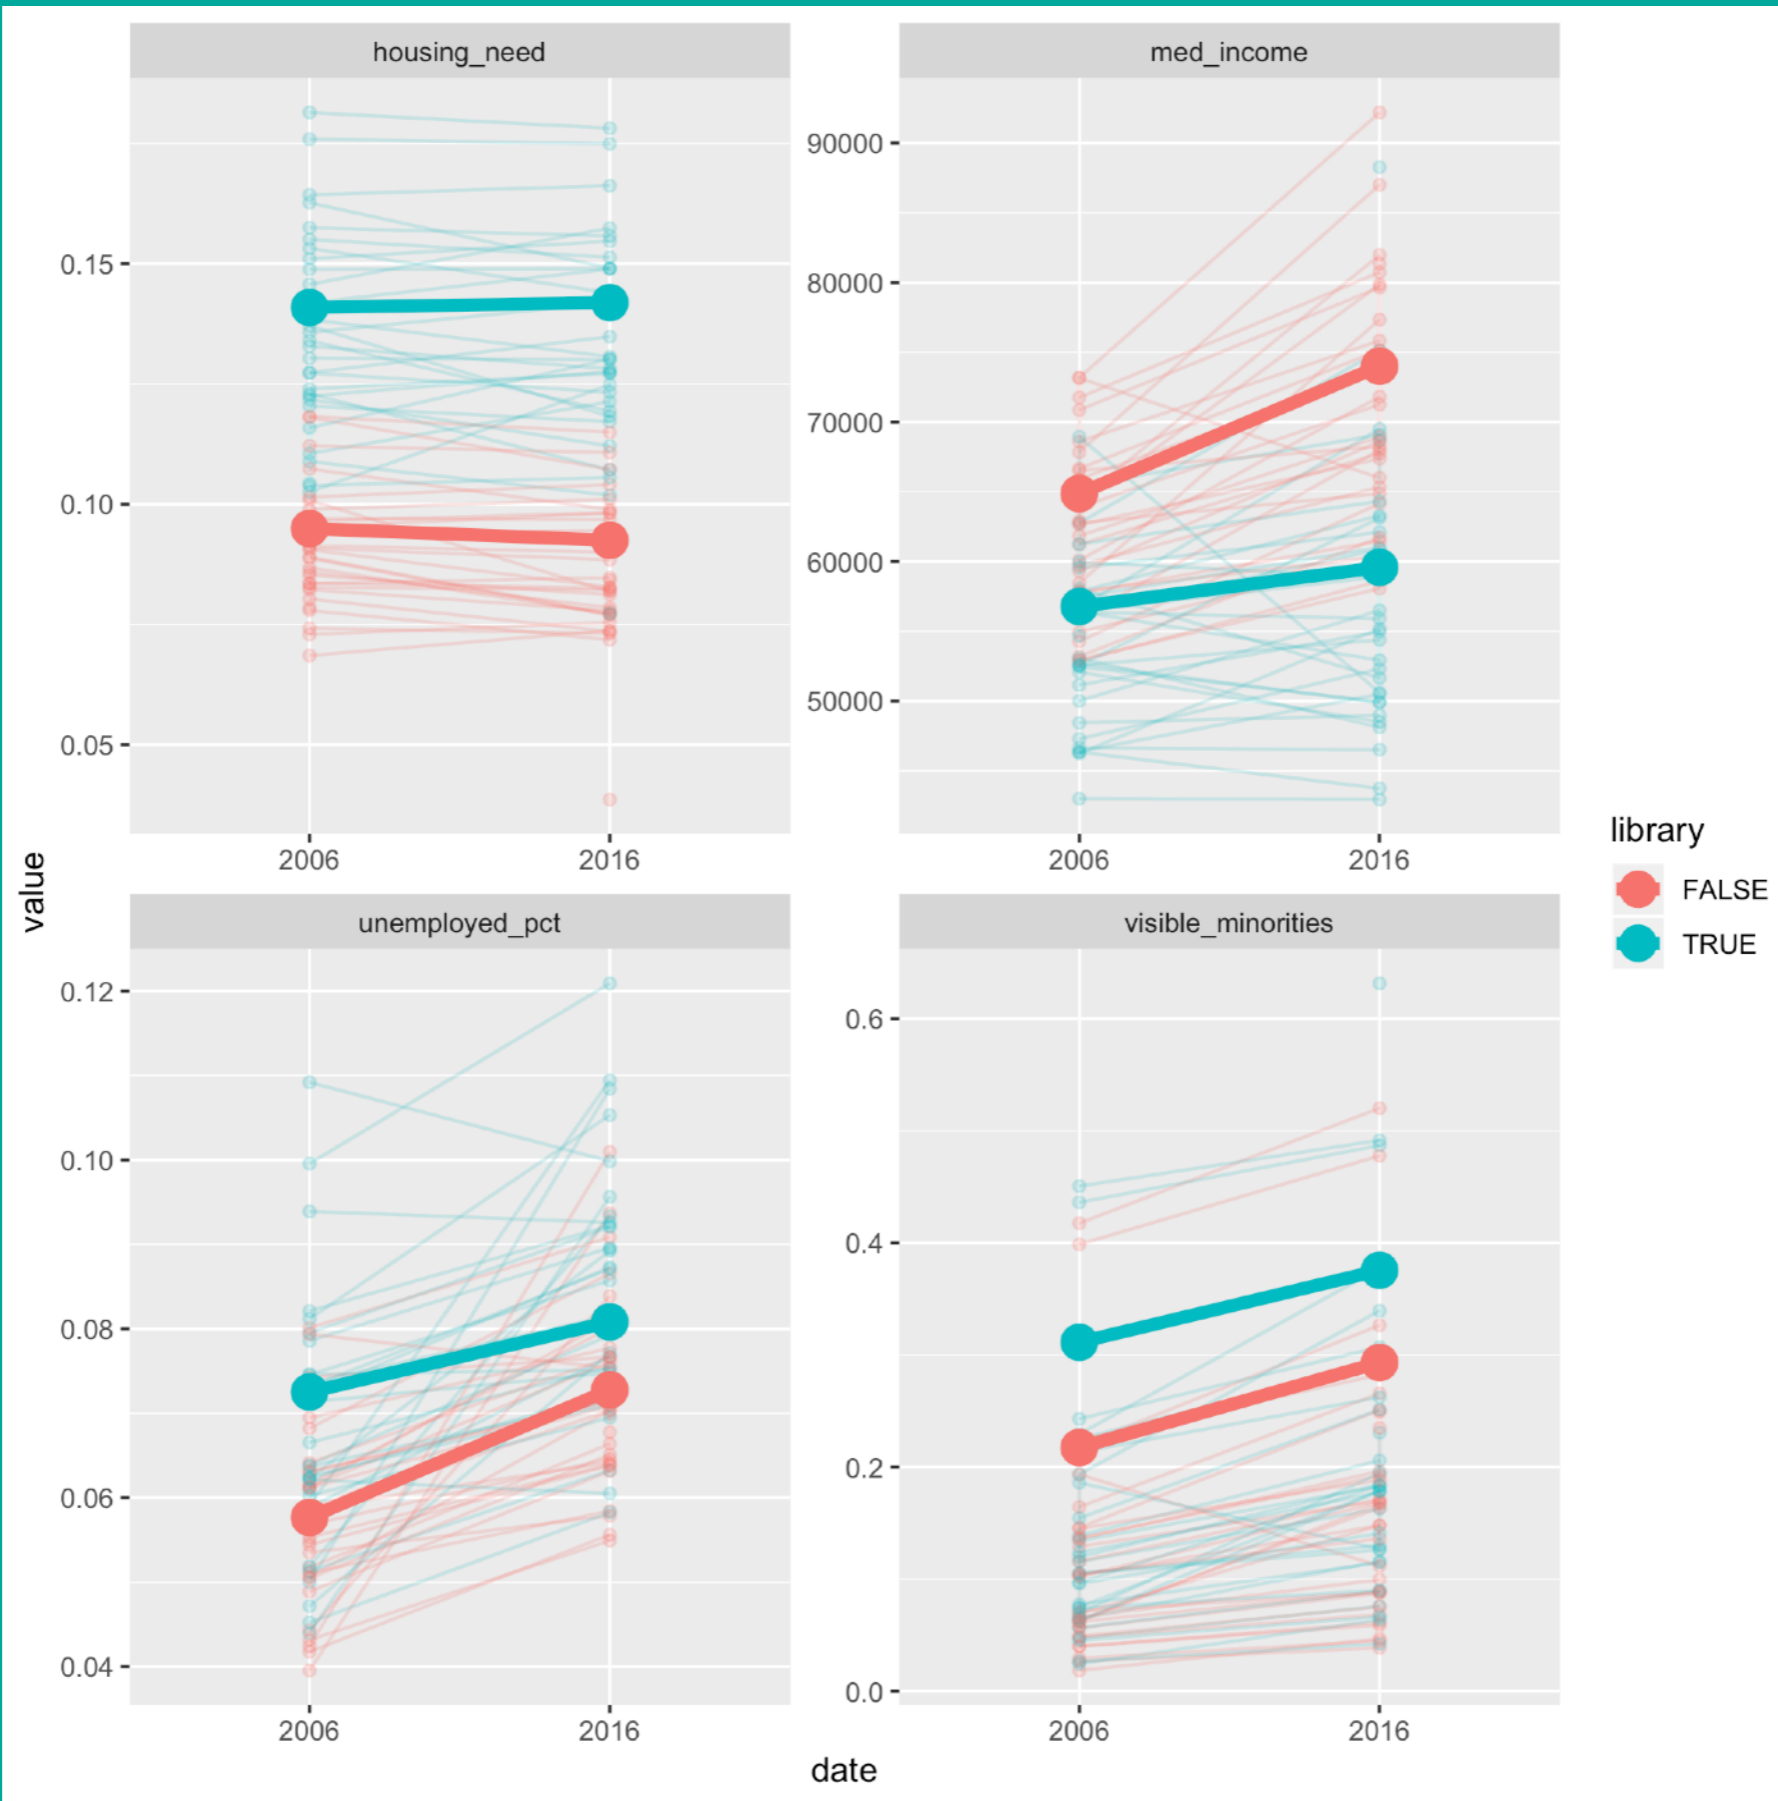 housing_need
med_income
0.15
0.10
0.05
90000
80000
70000
60000
50000
2006
2016
2006
2016
value
library
FALSE
TRUE
unemployed_pct
visible_minorities
0.12
0.10
0.08
0.06
0.04
0.6
0.4
0.2
0.0
2006
2016
2006
2016
date